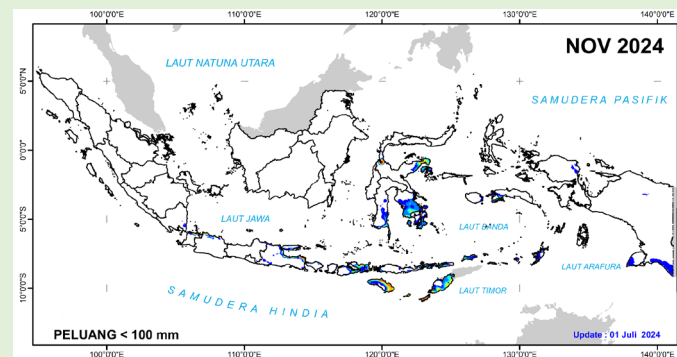 100°0'0"E 110°0'0"E 120°0'0"E 130°0'0"E 140°0'0"E
NOV 2024
LAUT NATUNA UTARA
5°0'0"N
SAMUDERA PASIFIK
0°0'0"
LAUT JAWA
LAUT BANDA
5°0'0"S
LAUT ARAFURA
10°0'0"S
SAMUDERA HINDIA
LAUT TIMOR
PELUANG < 100 mm
Update : 01 Juli 2024
100°0'0"E 110°0'0"E 120°0'0"E 130°0'0"E 140°0'0"E